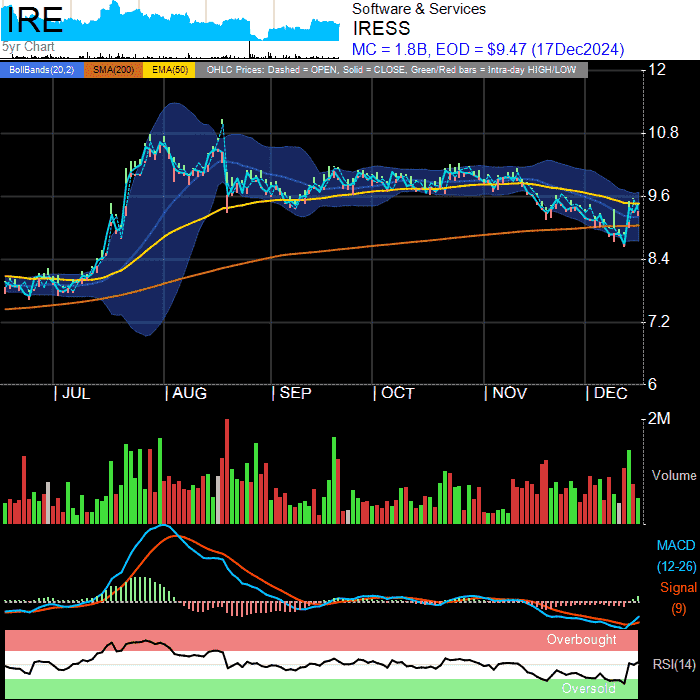 IRE
5yr Chart
Software & Services
IRESS
MC = 1.8B, EOD = $9.47 (17Dec2024)
BollBands(20,2) SMA(200) EMA(50) OHLC Prices: Dashed = OPEN, Solid = CLOSE, Green/Red bars = Intra-day HIGH/LOW
12
10.8
9.6
8.4
7.2
6
JUL AUG SEP OCT NOV DEC
2M
Volume
MACD
(12-26)
Signal
(9)
Overbought
RSI(14)
Oversold